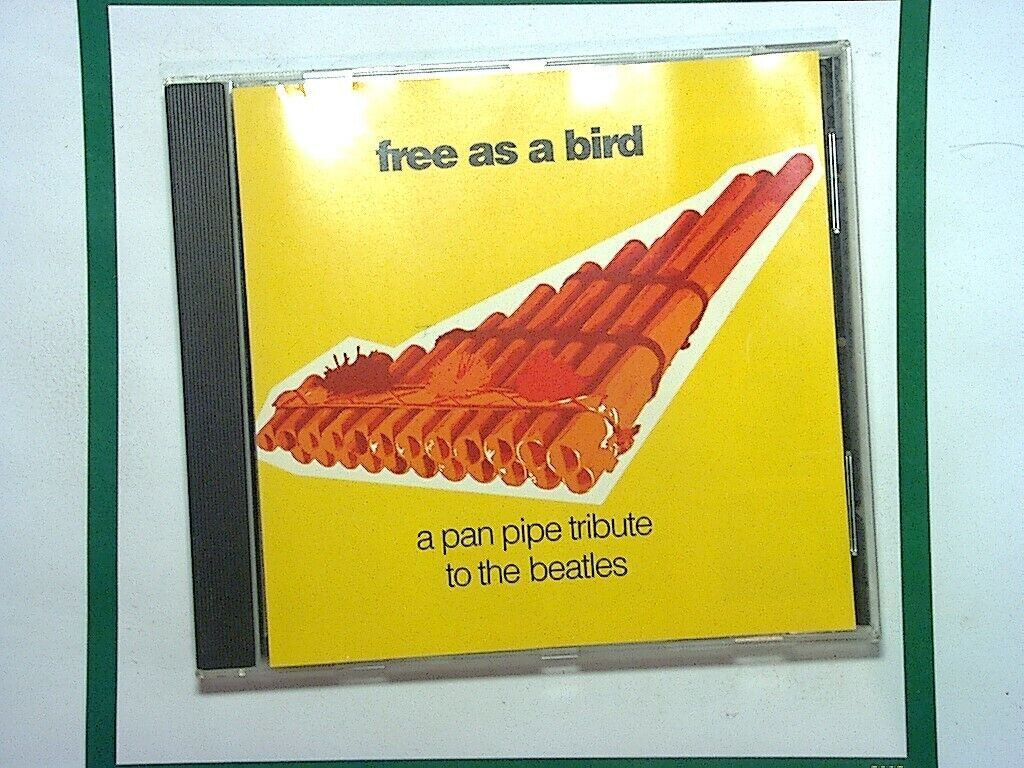 free as a bird
a pan pipe tribute
to the beatles